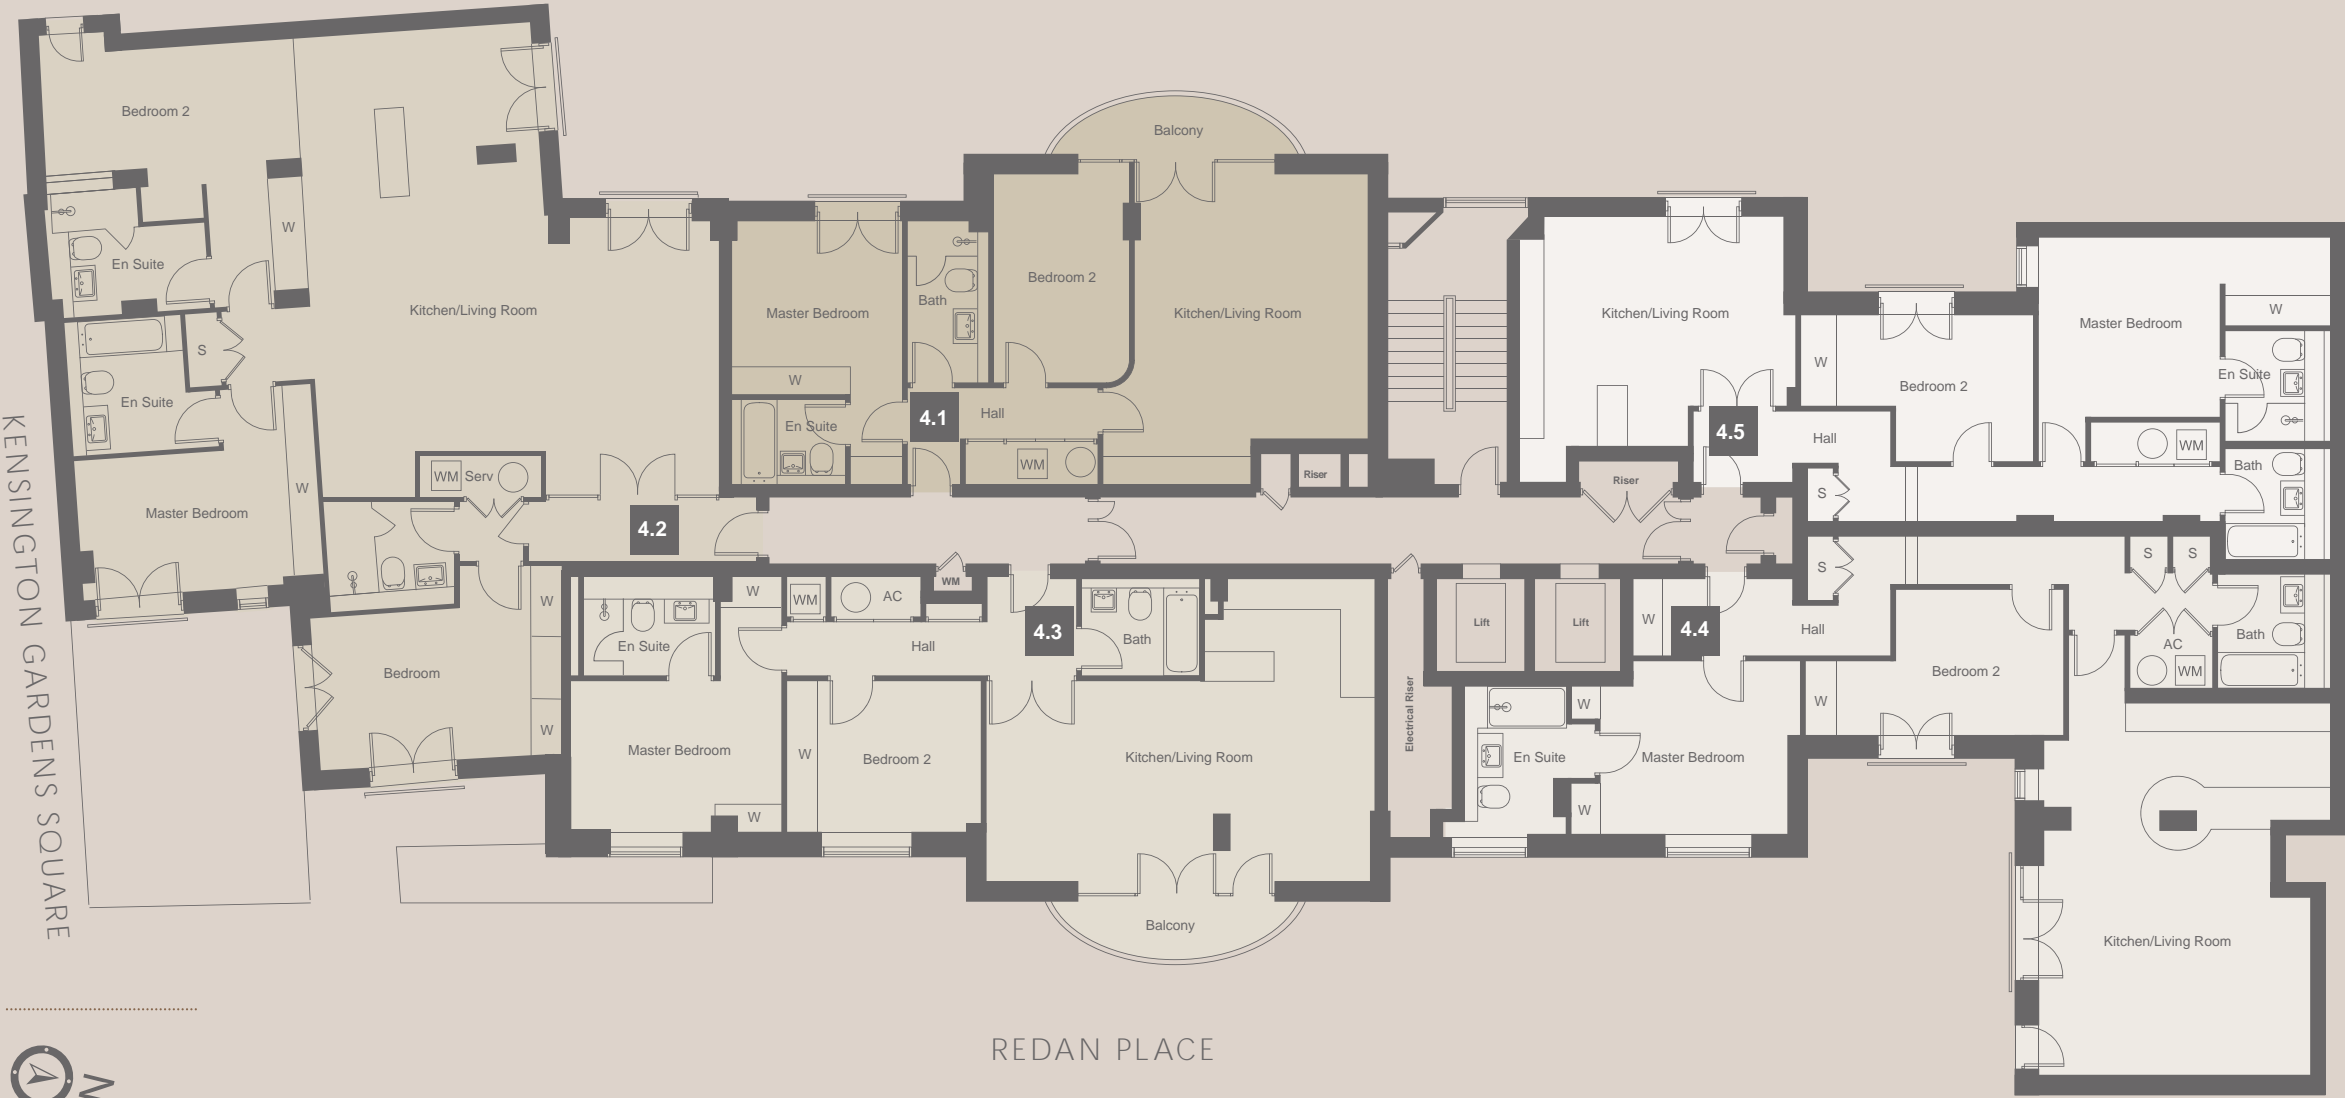 Bedroom 2
W
En Suite
Kitchen/Living Room
S
En Suite
Master Bedroom
W
WM
Serv
4.2
Bedroom
W
W
Master Bedroom
W
En Suite
Bath
4.1
Hall
WM
Bedroom 2
Balcony
Kitchen/Living Room
Riser
WM
En Suite
W
WM
AC
Hall
4.3
Bath
Master Bedroom
W
W
Bedroom 2
Kitchen/Living Room
Balcony
Electrical Riser
Lift
Lift
Kitchen/Living Room
4.5
Riser
Hall
W
Bedroom 2
S
Master Bedroom
W
En Suite
WM
Bath
S
S
S
W
4.4
Hall
W
Bedroom 2
AC
WM
Bath
W
En Suite
Master Bedroom
W
Kitchen/Living Room
KENSINGTON GARDENS SQUARE
REDAN PLACE
N